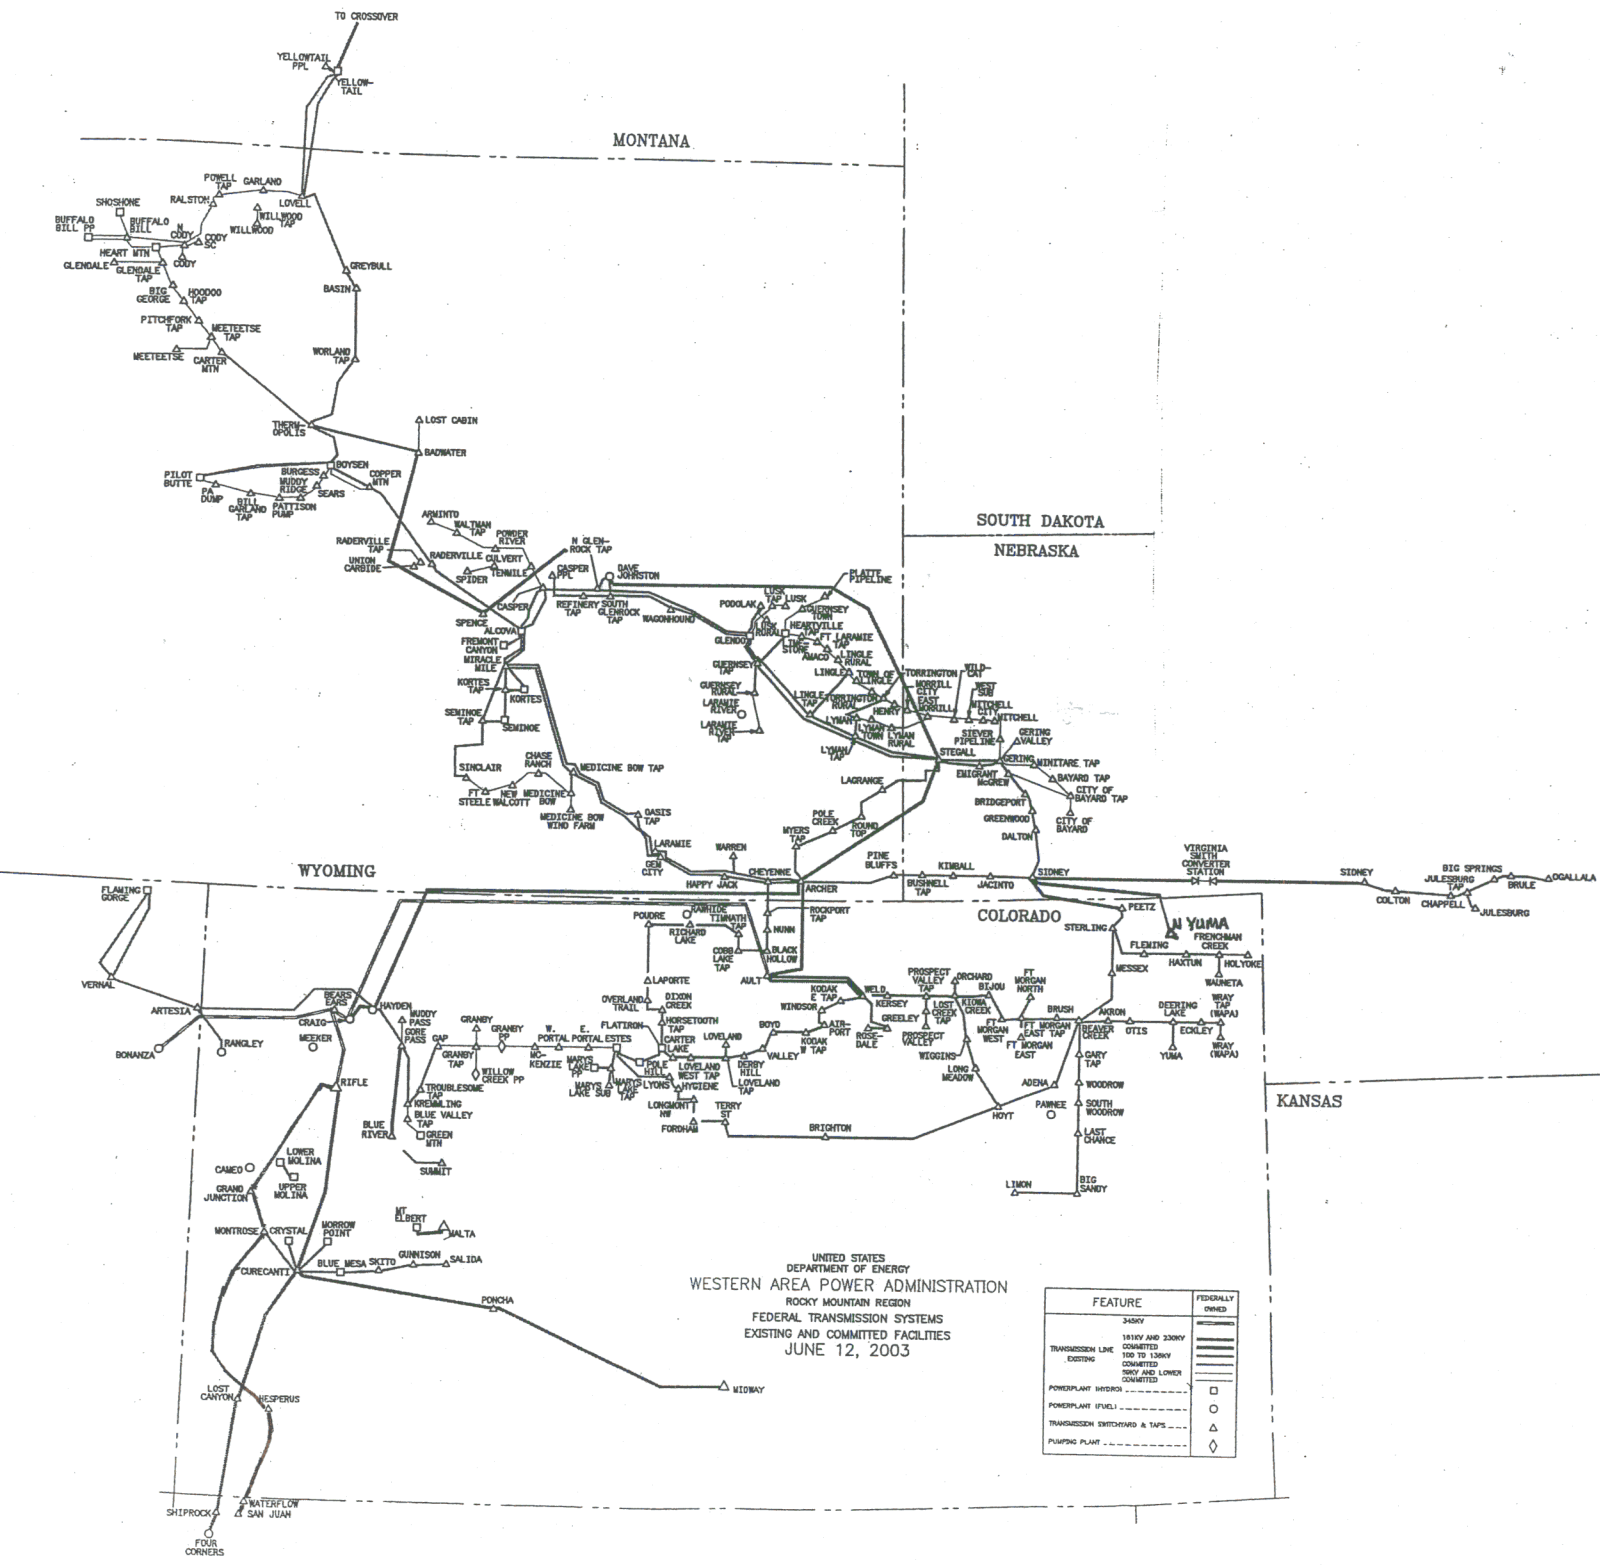 TO CROSSOVER
YELLOWTAIL
PPL
YELLOW-
TAIL
MONTANA
POWELL
TAP
GARLAND
SHOSHONE
RALSTON
LOVELL
BUFFALO
BILL PP
BUFFALO
BILL
N
CODY
CODY
SC
WILLWOOD
TAP
WILLWOOD
HEART MTN
CODY
GLENDALE
GLENDALE
TAP
GREYBULL
BIG
GEORGE
HOODOO
TAP
BASIN
PITCHFORK
TAP
MEETEETSE
TAP
MEETEETSE
CARTER
MTN
WORLAND
TAP
THERM-
OPOLIS
LOST CABIN
BADWATER
PILOT
BUTTE
BOYSEN
BURGESS
MUDDY
RIDGE
SEARS
COPPER
MTN
PA
DUMP
BILL
GARLAND
TAP
PATTISON
PUMP
ARMINTO
WALTMAN
TAP
POWDER
RIVER
N GLEN-
ROCK TAP
RADERVILLE
TAP
RADERVILLE
UNION
CARBIDE
CULVERT
SPIDER
TENMILE
CASPER
PPL
DAVE
JOHNSTON
CASPER
REFINERY
TAP
SOUTH
GLENROCK
TAP
WAGONHOUND
SPENCE
ALCOVA
FREMONT
CANYON
MIRACLE
MILE
KORTES
TAP
KORTES
SEMINOE
TAP
SEMINOE
SINCLAIR
FT
STEELE
NEW
WALCOTT
CHASE
RANCH
MEDICINE
BOW
MEDICINE BOW TAP
MEDICINE BOW
WIND FARM
OASIS
TAP
LARAMIE
GEM
CITY
WARREN
HAPPY JACK
CHEYENNE
ARCHER
SOUTH DAKOTA
NEBRASKA
PLATTE
PIPELINE
PODOLAK
LUSK
TAP
LUSK
LUSK
RURAL
GUERNSEY
TOWN
GLENDO
HEARTVILLE
TAP
LIME-
STONE
FT LARAMIE
TAP
AMACO
LINGLE
RURAL
GUERNSEY
TAP
GUERNSEY
RURAL
LARAMIE
RIVER
LARAMIE
RIVER
TAP
LINGLE
TOWN OF
LINGLE
LINGLE
TAP
TORRINGTON
RURAL
TORRINGTON
HENRY
MORRILL
CITY
EAST
MORRILL
WILD-
CAT
WEST
SUB
MITCHELL
CITY
MITCHELL
LYMAN
LYMAN
TOWN
LYMAN
RURAL
LYMAN
TAP
SIEVER
PIPELINE
GERING
VALLEY
STEGALL
GERING
EMIGRANT
McGREW
MINITARE TAP
BAYARD TAP
CITY OF
BAYARD TAP
CITY OF
BAYARD
BRIDGEPORT
GREENWOOD
DALTON
LAGRANGE
POLE
CREEK
ROUND
TOP
MYERS
TAP
PINE
BLUFFS
BUSHNELL
TAP
KIMBALL
JACINTO
SIDNEY
VIRGINIA
SMITH
CONVERTER
STATION
SIDNEY
COLTON
CHAPPELL
BIG SPRINGS
JULESBURG
TAP
BRULE
OGALLALA
JULESBURG
WYOMING
COLORADO
FLAMING
GORGE
VERNAL
ARTESIA
BONANZA
RANGLEY
BEARS
EARS
HAYDEN
CRAIG
MEEKER
MUDDY
PASS
GORE
PASS
RIFLE
GRANBY
GAP
GRANBY
TAP
GRANBY
PP
WILLOW
CREEK PP
TROUBLESOME
TAP
KREMMLING
BLUE VALLEY
TAP
BLUE
RIVER
GREEN
MTN
SUMMIT
W.
PORTAL
E.
PORTAL
MC-
KENZIE
ESTES
MARYS
LAKE
PP
MARYS
LAKE SUB
MARYS
LAKE
TAP
POLE
HILL
FLATIRON
LYONS
POUDRE
RAWHIDE
RICHARD
LAKE
TIMNATH
TAP
COBB
LAKE
TAP
ROCKPORT
TAP
NUNN
BLACK
HOLLOW
AULT
LAPORTE
OVERLAND
TRAIL
DIXON
CREEK
HORSETOOTH
TAP
CARTER
LAKE
LOVELAND
LOVELAND
WEST TAP
HYGIENE
LONGMONT
NW
FORDHAM
TERRY
ST
LOVELAND
TAP
DERBY
HILL
VALLEY
BOYD
KODAK
W TAP
AIR-
PORT
WINDSOR
KODAK
E TAP
WELD
ROSE-
DALE
KERSEY
GREELEY
PROSPECT
VALLEY
TAP
PROSPECT
VALLEY
LOST
CREEK
TAP
ORCHARD
KIOWA
CREEK
BIJOU
FT
MORGAN
NORTH
FT
MORGAN
WEST
FT
MORGAN
EAST TAP
FT MORGAN
EAST
BRUSH
BEAVER
CREEK
AKRON
OTIS
DEERING
LAKE
YUMA
ECKLEY
WRAY TAP
(WAPA)
WRAY
(WAPA)
WIGGINS
LONG
MEADOW
HOYT
ADENA
PAWNEE
BRIGHTON
GARY
TAP
WOODROW
SOUTH
WOODROW
LAST
CHANCE
BIG
SANDY
LIMON
PEETZ
STERLING
MESSEX
FLEMING
HAXTUN
N YUMA
FRENCHMAN
CREEK
HOLYOKE
WAUNETA
KANSAS
CAMEO
LOWER
MOLINA
UPPER
MOLINA
GRAND
JUNCTION
MONTROSE
CRYSTAL
MORROW
POINT
MT
ELBERT
MALTA
CURECANTI
BLUE MESA
SKITO
GUNNISON
SALIDA
PONCHA
MIDWAY
LOST
CANYON
HESPERUS
SHIPROCK
WATERFLOW
SAN JUAN
FOUR
CORNERS
UNITED STATES
DEPARTMENT OF ENERGY
WESTERN AREA POWER ADMINISTRATION
ROCKY MOUNTAIN REGION
FEDERAL TRANSMISSION SYSTEMS
EXISTING AND COMMITTED FACILITIES
JUNE 12, 2003
FEATURE
FEDERALLY
OWNED
345KV
161KV AND 230KV
COMMITTED
TRANSMISSION LINE
EXISTING
100 TO 138KV
COMMITTED
COMMITTED
POWERPLANT (HYDRO)
POWERPLANT (FUEL)
TRANSMISSION SWITCHYARD & TAPS
PUMPING PLANT